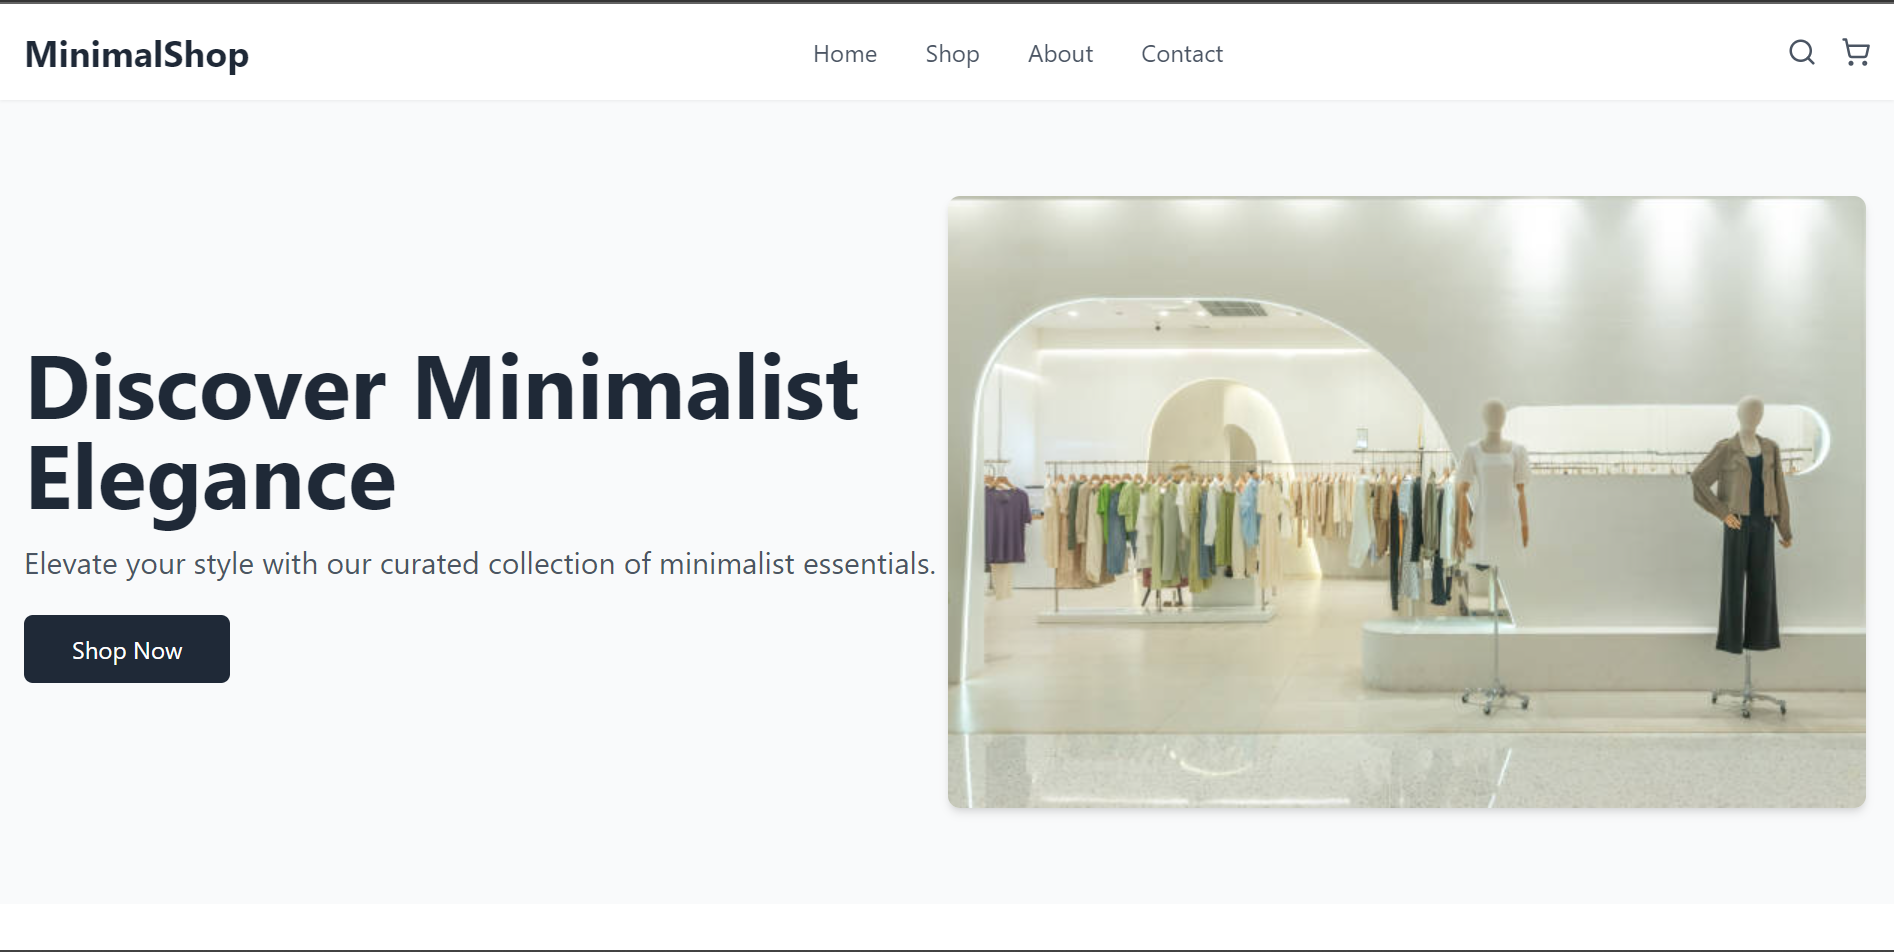 MinimalShop
Home Shop About Contact
Discover Minimalist
Elegance
Elevate your style with our curated collection of minimalist essentials.
Shop Now